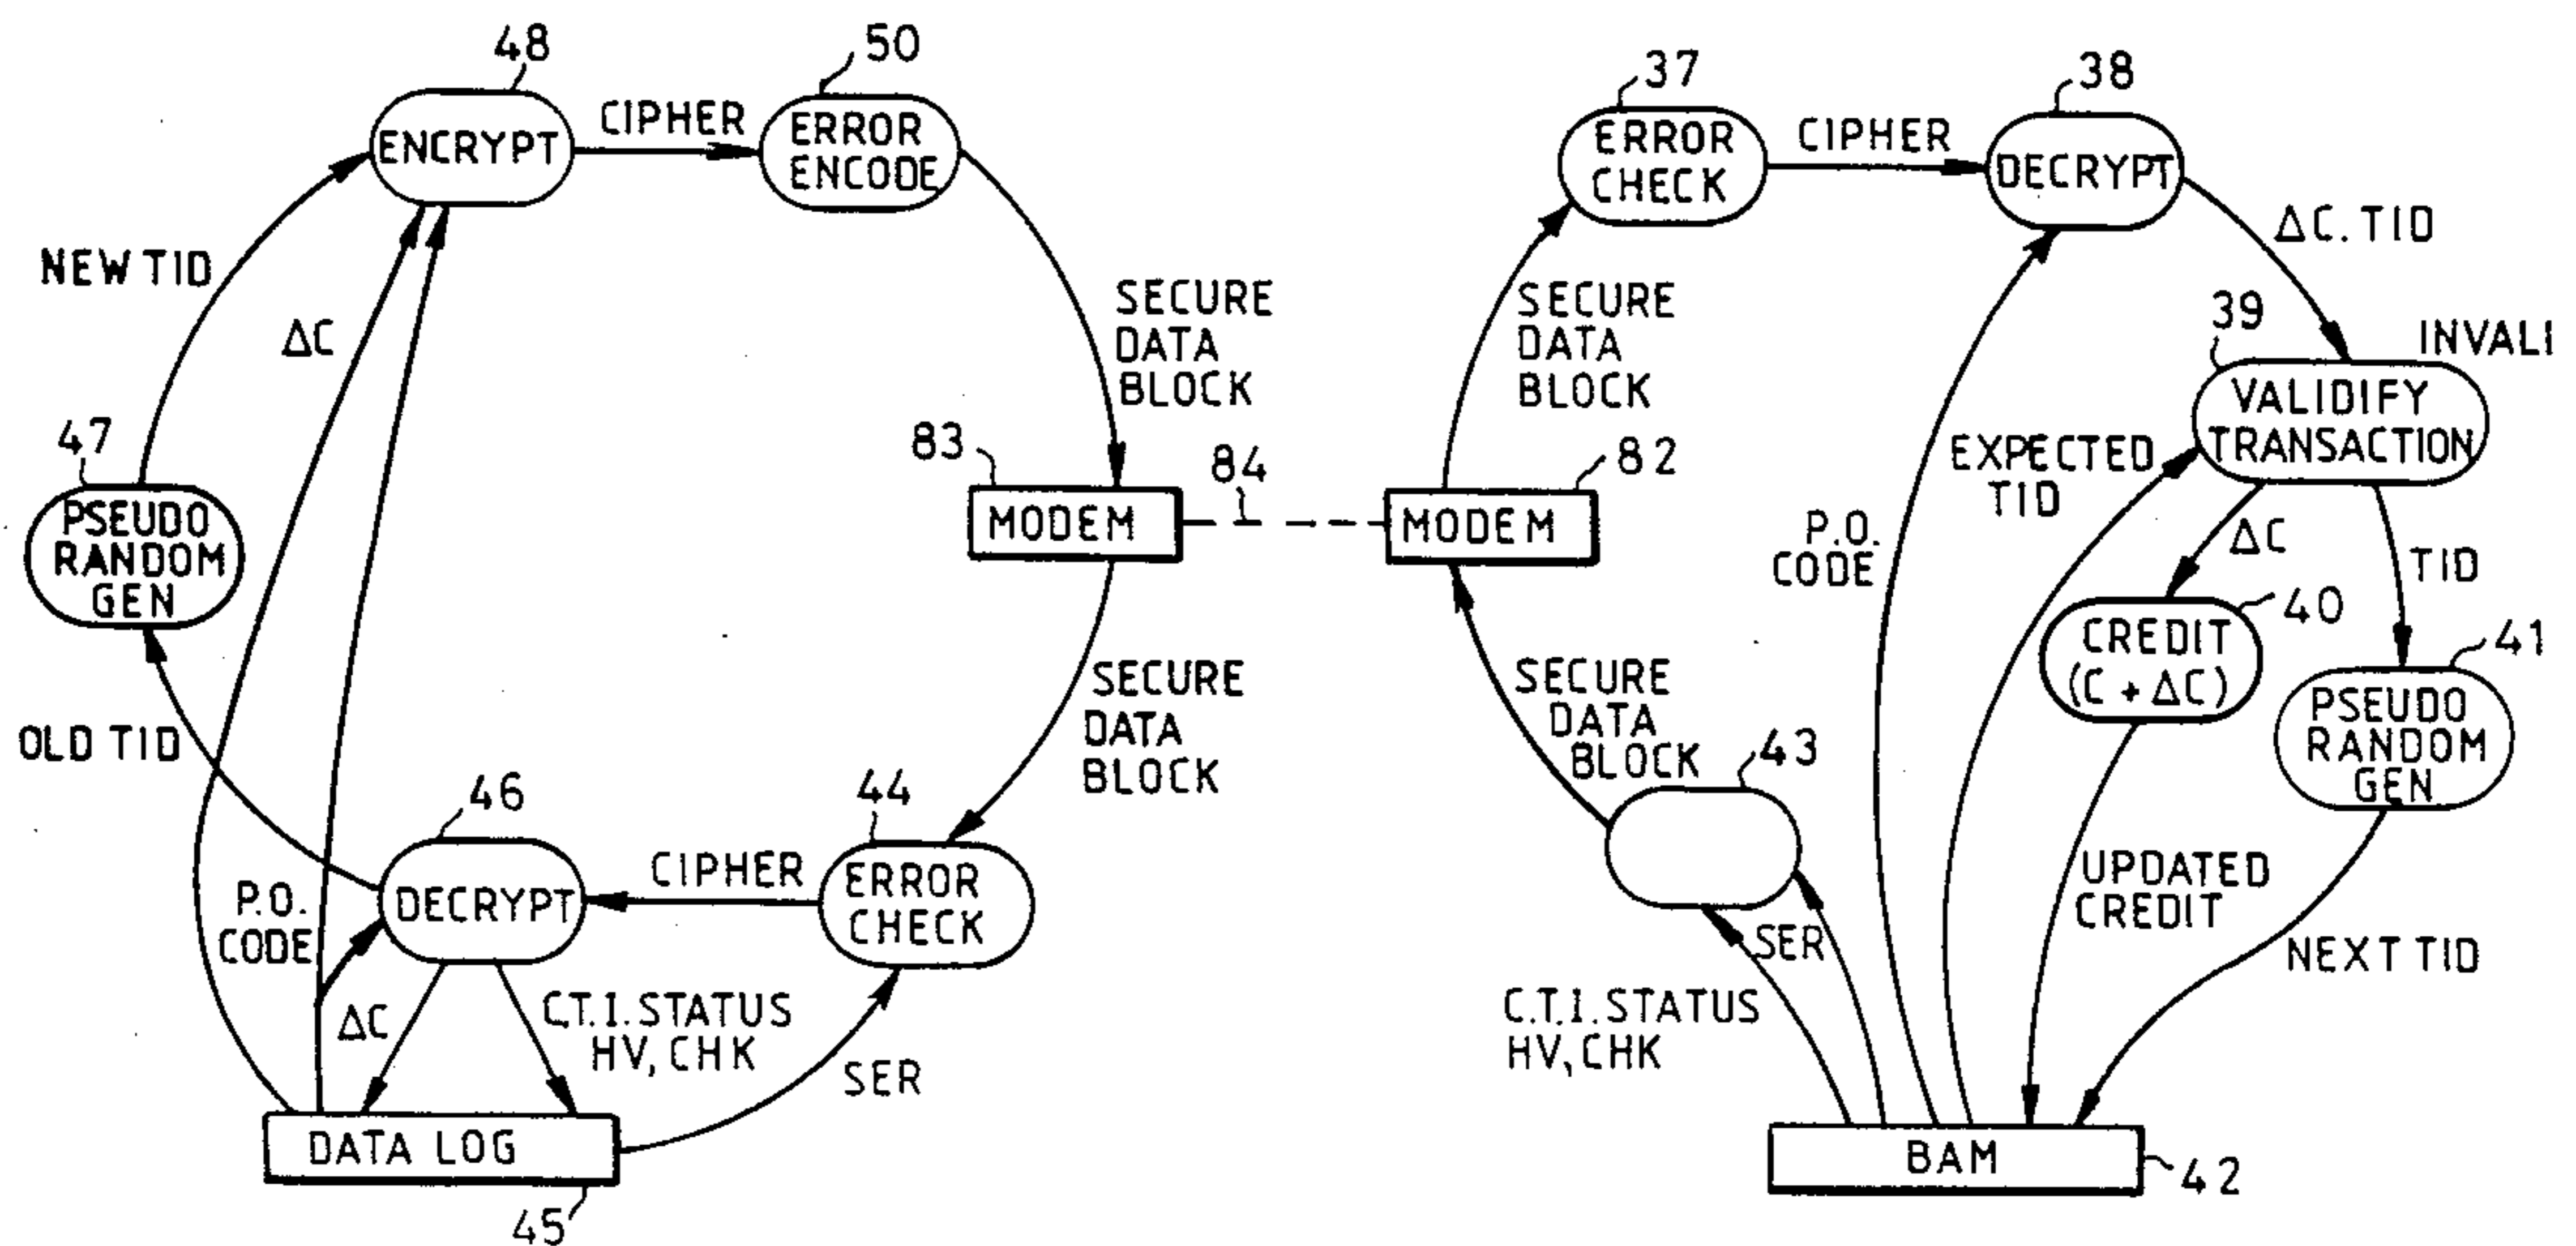 48
50
ENCRYPT
CIPHER
ERROR
ENCODE
NEW TID
ΔC
SECURE
DATA
BLOCK
47
PSEUDO
RANDOM
GEN
83
MODEM
84
OLD TID
SECURE
DATA
BLOCK
46
DECRYPT
CIPHER
44
ERROR
CHECK
P.O.
CODE
ΔC
C.T.I. STATUS
HV, CHK
SER
DATA LOG
45
37
ERROR
CHECK
CIPHER
38
DECRYPT
ΔC. TID
SECURE
DATA
BLOCK
39
INVALI
VALIDIFY
TRANSACTION
82
MODEM
P.O.
CODE
EXPECTED
TID
ΔC
TID
40
CREDIT
(C + ΔC)
41
PSEUDO
RANDOM
GEN
SECURE
DATA
BLOCK
43
SER
UPDATED
CREDIT
NEXT TID
C.T.I. STATUS
HV, CHK
BAM
42